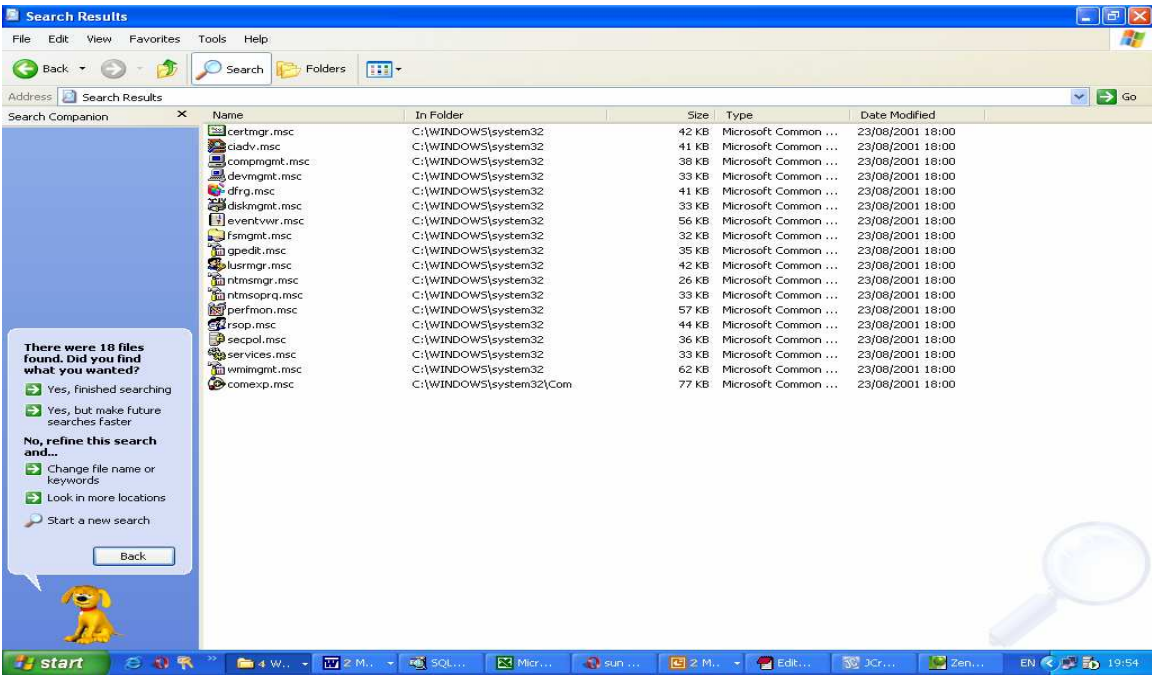 Search Results
File Edit View Favorites Tools Help
Back Search Folders
Address Search Results Go
Search Companion
Name In Folder Size Type Date Modified
certmgr.msc C:\WINDOWS\system32 42 KB Microsoft Common ... 23/08/2001 18:00
ciadv.msc C:\WINDOWS\system32 41 KB Microsoft Common ... 23/08/2001 18:00
compmgmt.msc C:\WINDOWS\system32 38 KB Microsoft Common ... 23/08/2001 18:00
devmgmt.msc C:\WINDOWS\system32 33 KB Microsoft Common ... 23/08/2001 18:00
dfrg.msc C:\WINDOWS\system32 41 KB Microsoft Common ... 23/08/2001 18:00
diskmgmt.msc C:\WINDOWS\system32 33 KB Microsoft Common ... 23/08/2001 18:00
eventvwr.msc C:\WINDOWS\system32 56 KB Microsoft Common ... 23/08/2001 18:00
fsmgmt.msc C:\WINDOWS\system32 32 KB Microsoft Common ... 23/08/2001 18:00
gpedit.msc C:\WINDOWS\system32 35 KB Microsoft Common ... 23/08/2001 18:00
lusrmgr.msc C:\WINDOWS\system32 42 KB Microsoft Common ... 23/08/2001 18:00
ntmsmgr.msc C:\WINDOWS\system32 26 KB Microsoft Common ... 23/08/2001 18:00
ntmsoprq.msc C:\WINDOWS\system32 33 KB Microsoft Common ... 23/08/2001 18:00
perfmon.msc C:\WINDOWS\system32 57 KB Microsoft Common ... 23/08/2001 18:00
rsop.msc C:\WINDOWS\system32 44 KB Microsoft Common ... 23/08/2001 18:00
secpol.msc C:\WINDOWS\system32 36 KB Microsoft Common ... 23/08/2001 18:00
services.msc C:\WINDOWS\system32 33 KB Microsoft Common ... 23/08/2001 18:00
wmimgmt.msc C:\WINDOWS\system32 62 KB Microsoft Common ... 23/08/2001 18:00
comexp.msc C:\WINDOWS\system32\Com 77 KB Microsoft Common ... 23/08/2001 18:00
There were 18 files
found. Did you find
what you wanted?
Yes, finished searching
Yes, but make future
searches faster
No, refine this search
and...
Change file name or
keywords
Look in more locations
Start a new search
Back
start 4 W... 2 M... SQL... Micr... sun ... 2 M... Edit... JCr... Zen... EN 19:54